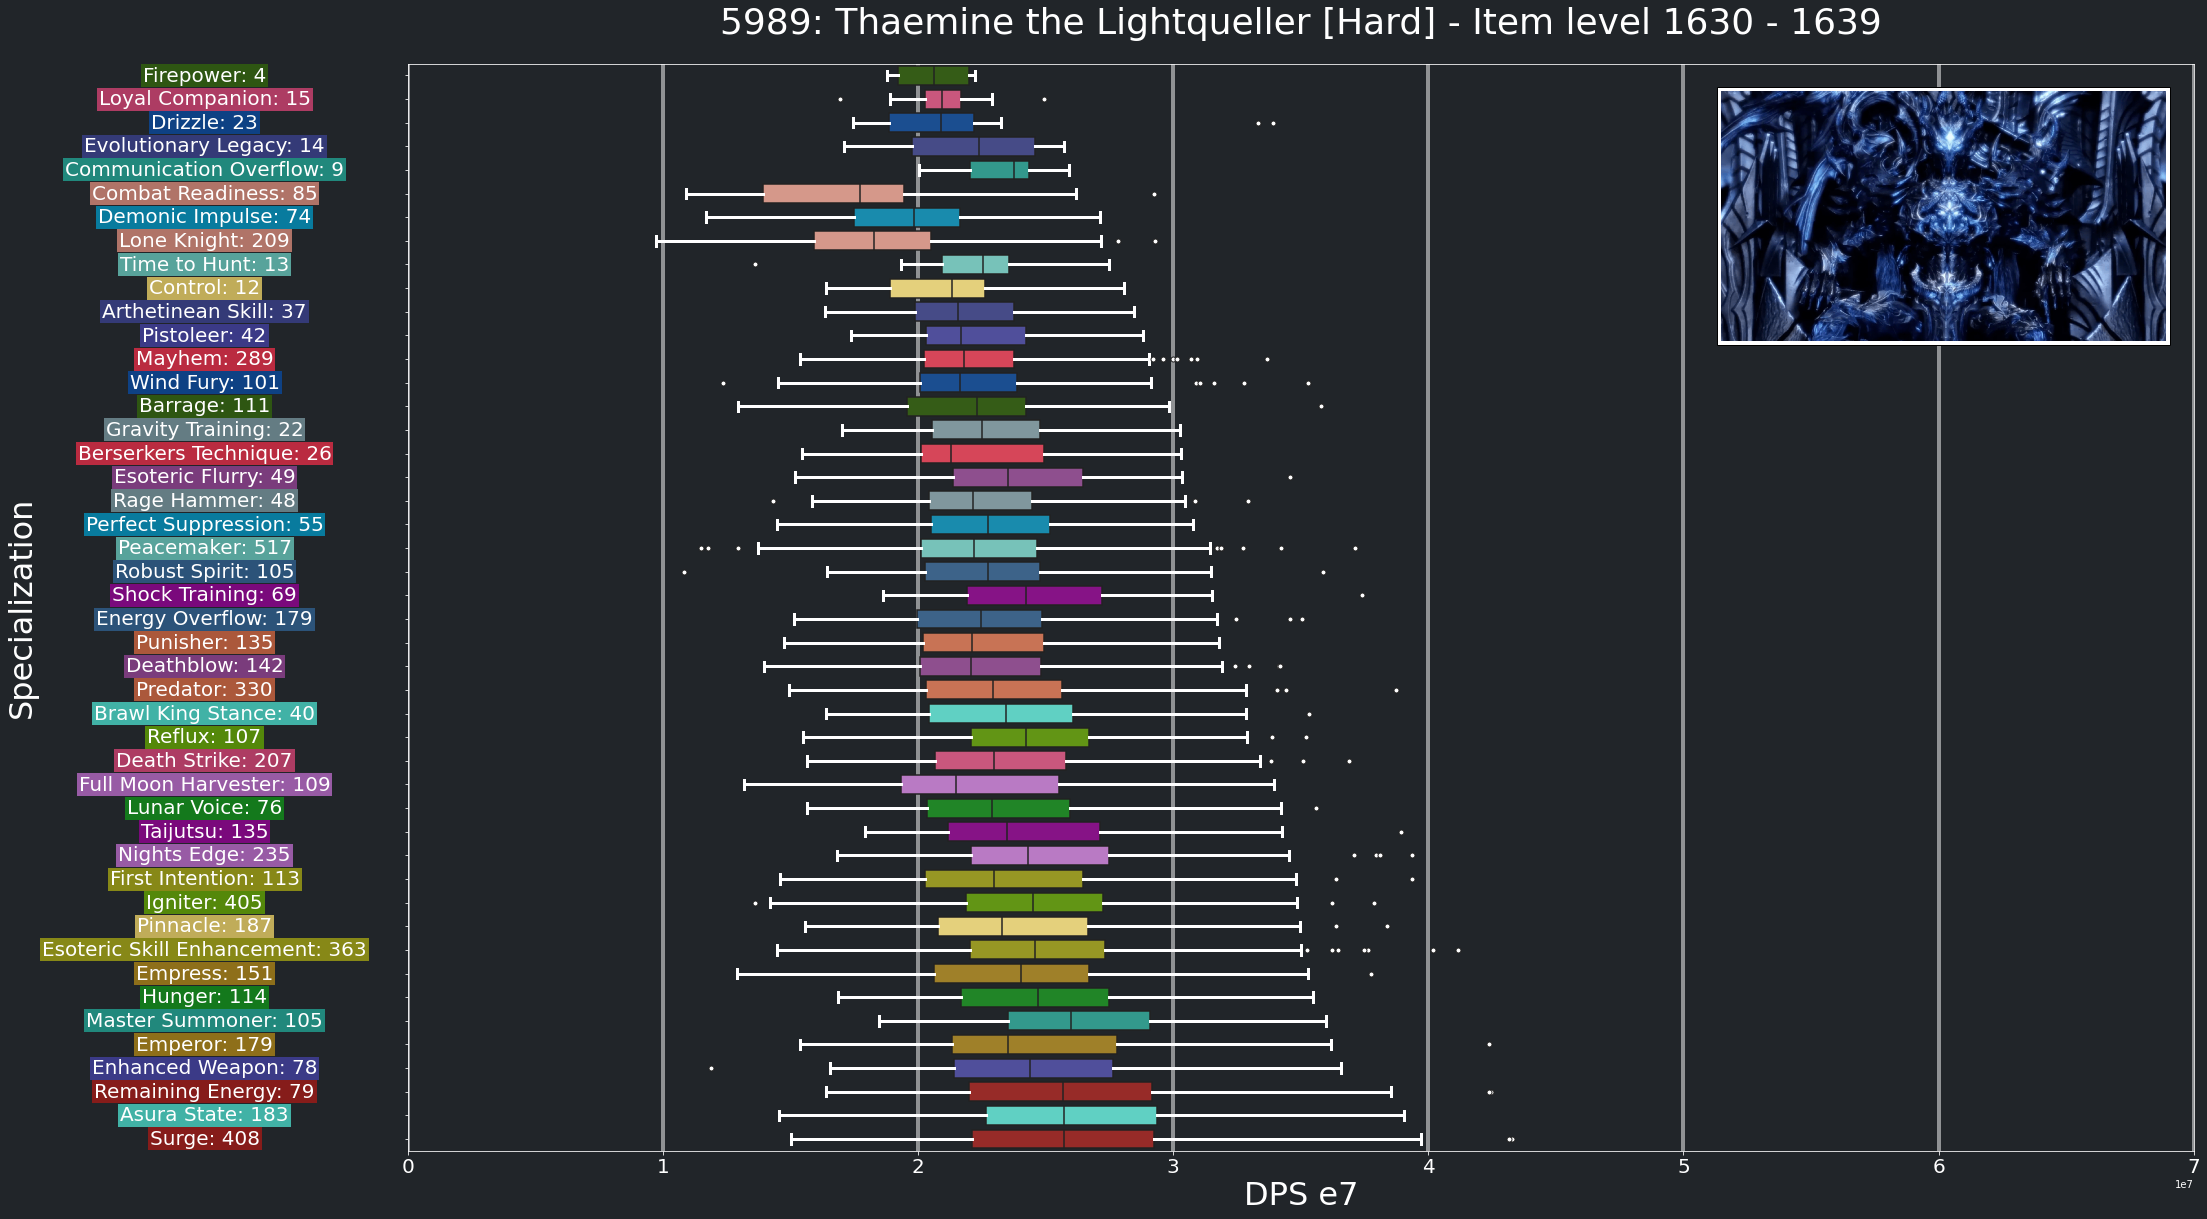 5989: Thaemine the Lightqueller [Hard] - Item level 1630 - 1639
Firepower: 4
Loyal Companion: 15
Drizzle: 23
Evolutionary Legacy: 14
Communication Overflow: 9
Combat Readiness: 85
Demonic Impulse: 74
Lone Knight: 209
Time to Hunt: 13
Control: 12
Arthetinean Skill: 37
Pistoleer: 42
Mayhem: 289
Wind Fury: 101
Barrage: 111
Gravity Training: 22
Berserkers Technique: 26
Esoteric Flurry: 49
Rage Hammer: 48
Perfect Suppression: 55
Peacemaker: 517
Robust Spirit: 105
Shock Training: 69
Energy Overflow: 179
Punisher: 135
Deathblow: 142
Predator: 330
Brawl King Stance: 40
Reflux: 107
Death Strike: 207
Full Moon Harvester: 109
Lunar Voice: 76
Taijutsu: 135
Nights Edge: 235
First Intention: 113
Igniter: 405
Pinnacle: 187
Esoteric Skill Enhancement: 363
Empress: 151
Hunger: 114
Master Summoner: 105
Emperor: 179
Enhanced Weapon: 78
Remaining Energy: 79
Asura State: 183
Surge: 408
Specialization
0 1 2 3 4 5 6 7
DPS e7
1e7